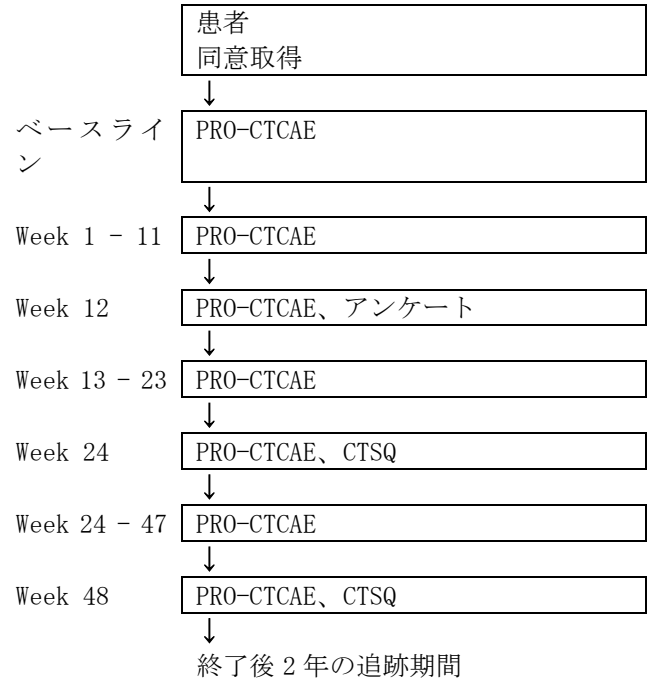 患者
同意取得
↓
ベースライ
ン
PRO-CTCAE
↓
Week 1 - 11 PRO-CTCAE
↓
Week 12 PRO-CTCAE、アンケート
↓
Week 13 - 23 PRO-CTCAE
↓
Week 24 PRO-CTCAE、CTSQ
↓
Week 24 - 47 PRO-CTCAE
↓
Week 48 PRO-CTCAE、CTSQ
↓
終了後 2 年の追跡期間